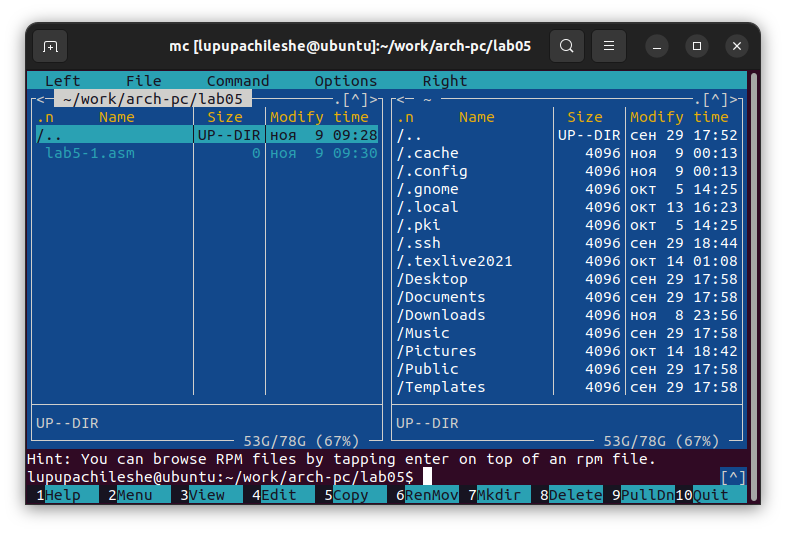 mc [lupupachileshe@ubuntu]:~/work/arch-pc/lab05
Left File Command Options Right
<─ ~/work/arch-pc/lab05 ─.[^]>
.n Name Size Modify time
/.. UP--DIR ноя 9 09:28
lab5-1.asm 0 ноя 9 09:30
UP--DIR
53G/78G (67%)
<─ ~ ─.[^]>
.n Name Size Modify time
/.. UP--DIR сен 29 17:52
/.cache 4096 ноя 9 00:13
/.config 4096 ноя 9 00:13
/.gnome 4096 окт 5 14:25
/.local 4096 окт 13 16:23
/.pki 4096 окт 5 14:25
/.ssh 4096 сен 29 18:44
/.texlive2021 4096 окт 14 01:08
/Desktop 4096 сен 29 17:58
/Documents 4096 сен 29 17:58
/Downloads 4096 ноя 8 23:56
/Music 4096 сен 29 17:58
/Pictures 4096 окт 14 18:42
/Public 4096 сен 29 17:58
/Templates 4096 сен 29 17:58
UP--DIR
53G/78G (67%)
Hint: You can browse RPM files by tapping enter on top of an rpm file.
lupupachileshe@ubuntu:~/work/arch-pc/lab05$ [^]
1Help 2Menu 3View 4Edit 5Copy 6RenMov 7Mkdir 8Delete 9PullDn 10Quit